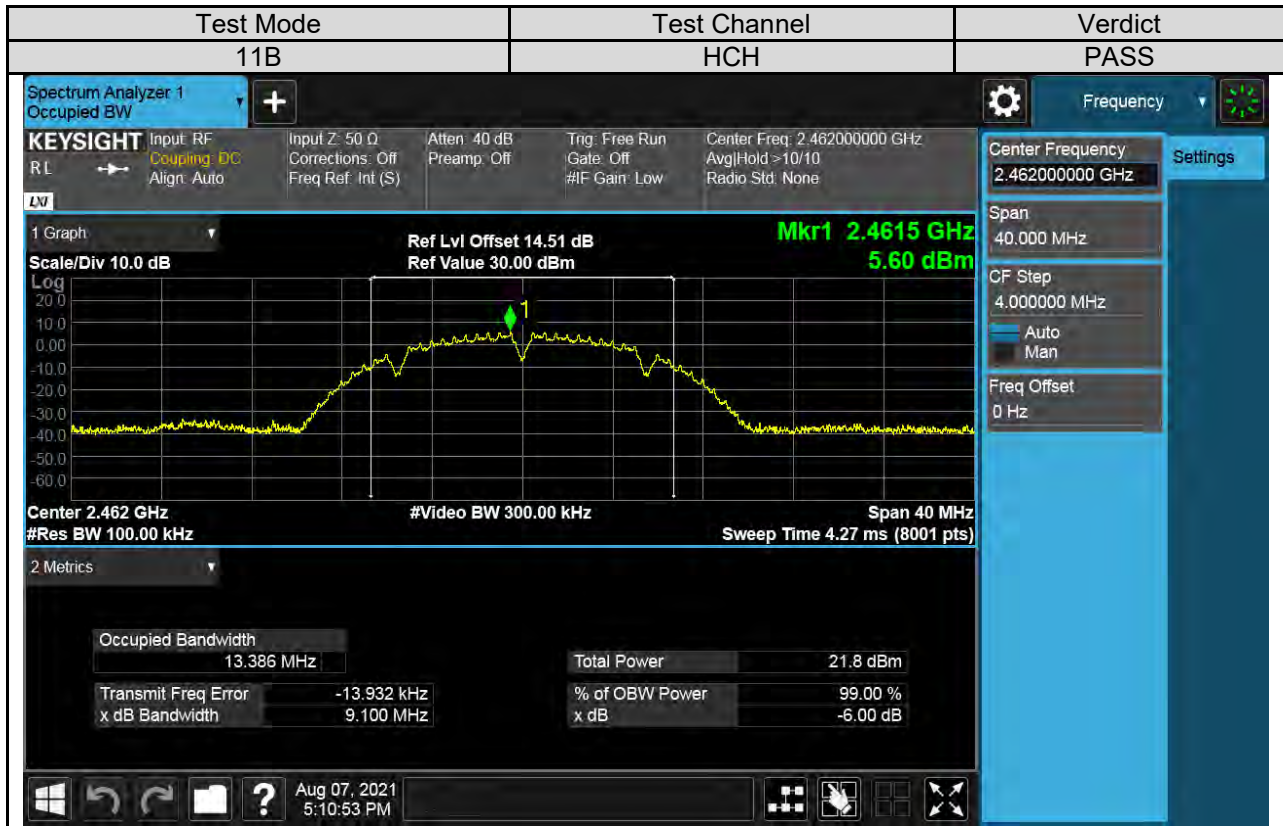 Test Mode Test Channel Verdict
11B HCH PASS
Spectrum Analyzer 1
Occupied BW
+
Frequency
KEYSIGHT Input: RF Input Z: 50 Ω Atten: 40 dB Trig: Free Run Center Freq: 2.462000000 GHz
RL Coupling: DC Corrections: Off Preamp: Off Gate: Off Avg|Hold >10/10
Align: Auto Freq Ref: Int (S) #IF Gain: Low Radio Std: None
LXI
Center Frequency
2.462000000 GHz
Settings
Span
40.000 MHz
CF Step
4.000000 MHz
Auto
Man
Freq Offset
0 Hz
1 Graph Ref Lvl Offset 14.51 dB Mkr1 2.4615 GHz
Scale/Div 10.0 dB Ref Value 30.00 dBm 5.60 dBm
Log
20.0
10.0
0.00
-10.0
-20.0
-30.0
-40.0
-50.0
-60.0
1
Center 2.462 GHz #Video BW 300.00 kHz Span 40 MHz
#Res BW 100.00 kHz Sweep Time 4.27 ms (8001 pts)
2 Metrics
Occupied Bandwidth
13.386 MHz Total Power 21.8 dBm
Transmit Freq Error -13.932 kHz % of OBW Power 99.00 %
x dB Bandwidth 9.100 MHz x dB -6.00 dB
? Aug 07, 2021
5:10:53 PM